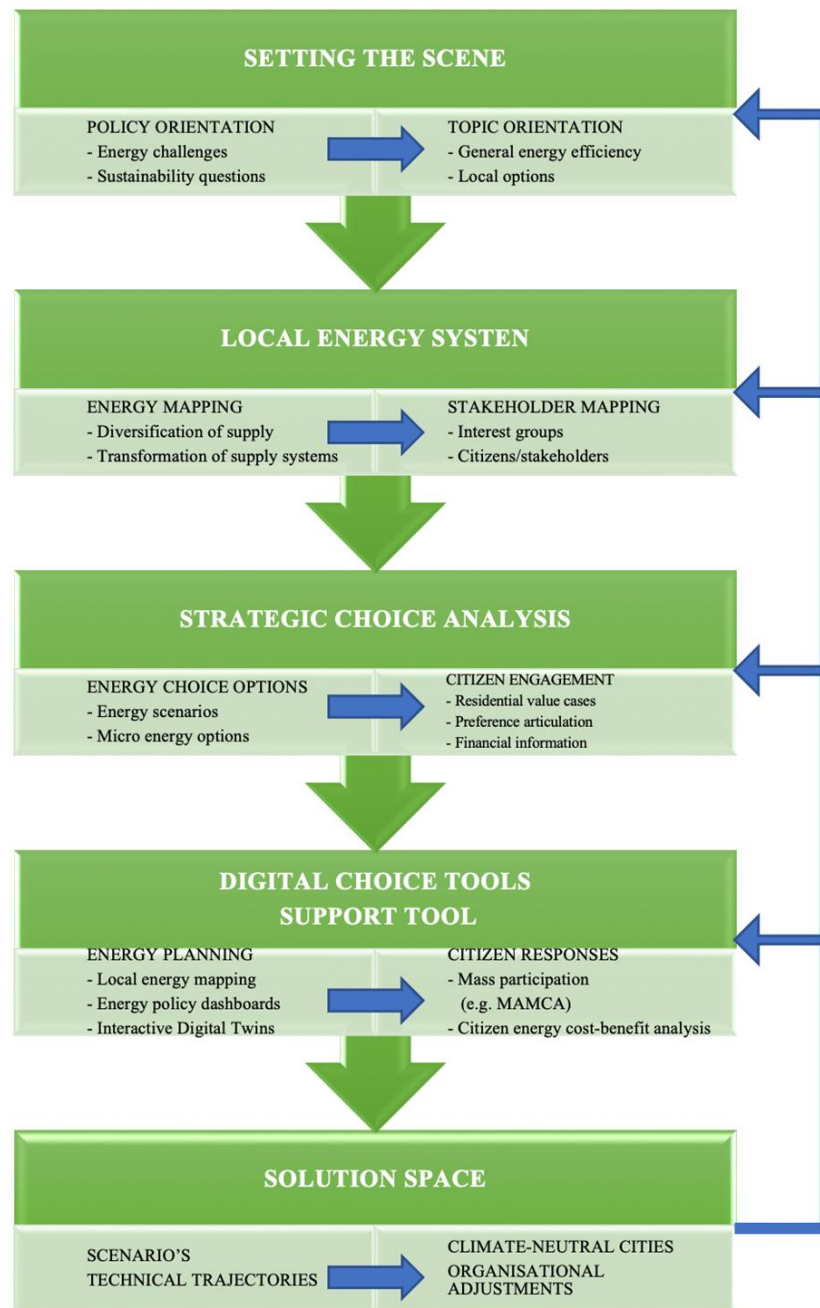 SETTING THE SCENE
POLICY ORIENTATION
- Energy challenges
- Sustainability questions
TOPIC ORIENTATION
- General energy efficiency
- Local options
LOCAL ENERGY SYSTEN
ENERGY MAPPING
- Diversification of supply
- Transformation of supply systems
STAKEHOLDER MAPPING
- Interest groups
- Citizens/stakeholders
STRATEGIC CHOICE ANALYSIS
ENERGY CHOICE OPTIONS
- Energy scenarios
- Micro energy options
CITIZEN ENGAGEMENT
- Residential value cases
- Preference articulation
- Financial information
DIGITAL CHOICE TOOLS
SUPPORT TOOL
ENERGY PLANNING
- Local energy mapping
- Energy policy dashboards
- Interactive Digital Twins
CITIZEN RESPONSES
- Mass participation
(e.g. MAMCA)
- Citizen energy cost-benefit analysis
SOLUTION SPACE
SCENARIO'S
TECHNICAL TRAJECTORIES
CLIMATE-NEUTRAL CITIES
ORGANISATIONAL
ADJUSTMENTS